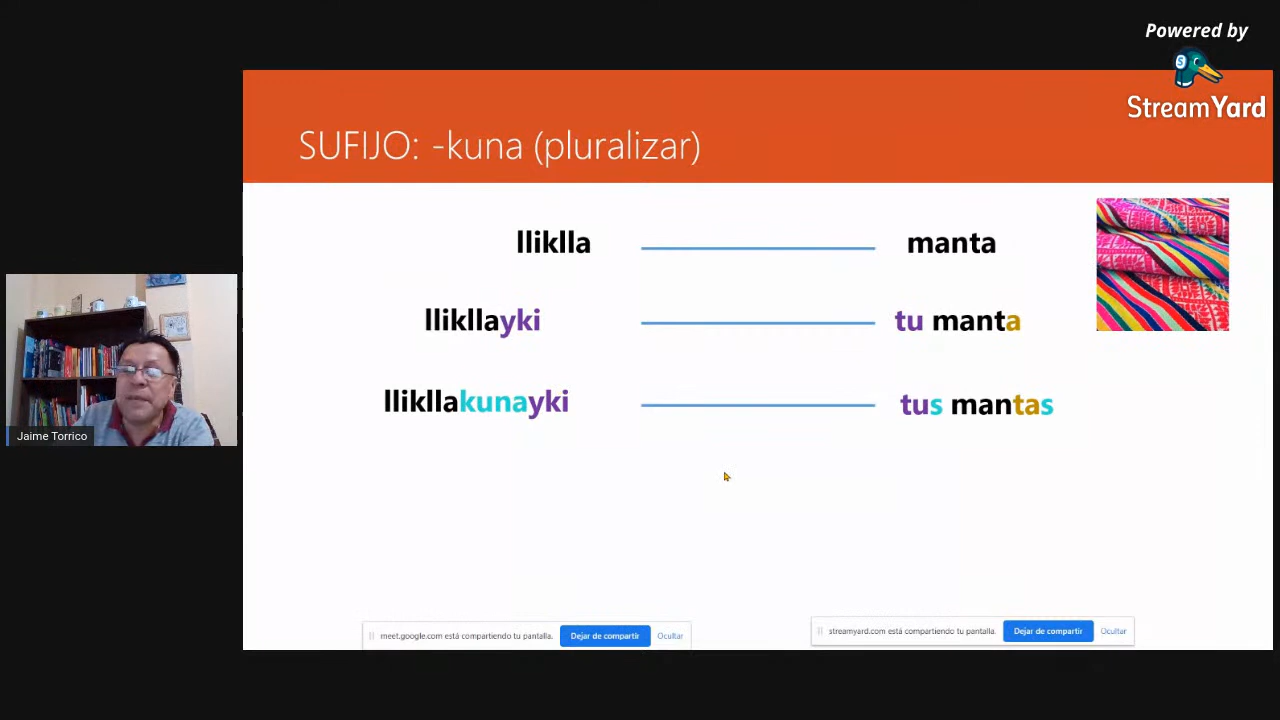 Powered by
StreamYard
SUFIJO: -kuna (pluralizar)
lliklla manta
llikllayki tu manta
llikllakunayki tus mantas
Jaime Torrico
meet.google.com está compartiendo tu pantalla. Dejar de compartir Ocultar
streamyard.com está compartiendo tu pantalla. Dejar de compartir Ocultar